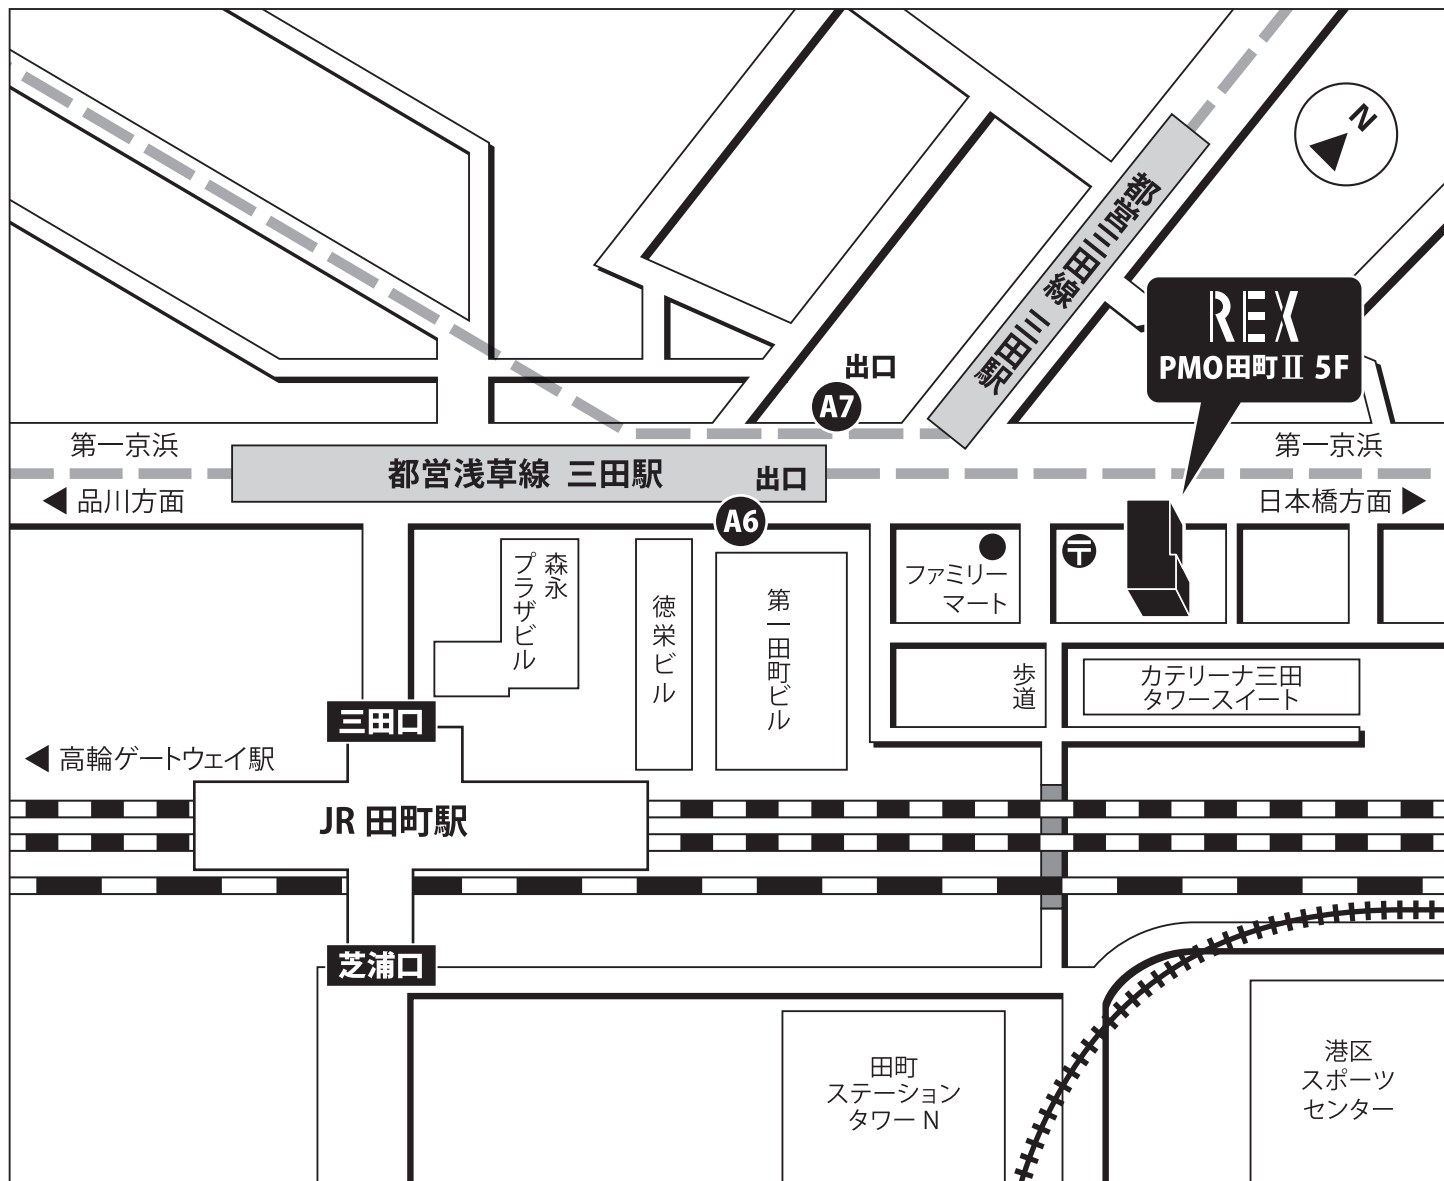 N
都営三田線 三田駅
REX
PMO田町Ⅱ 5F
出口
A7
第一京浜
第一京浜
都営浅草線 三田駅
出口
品川方面
日本橋方面
A6
森永
プラザビル
徳栄ビル
第一田町ビル
ファミリー
マート
〒
歩道
カテリーナ三田
タワースイート
三田口
高輪ゲートウェイ駅
JR 田町駅
芝浦口
田町
ステーション
タワー N
港区
スポーツ
センター